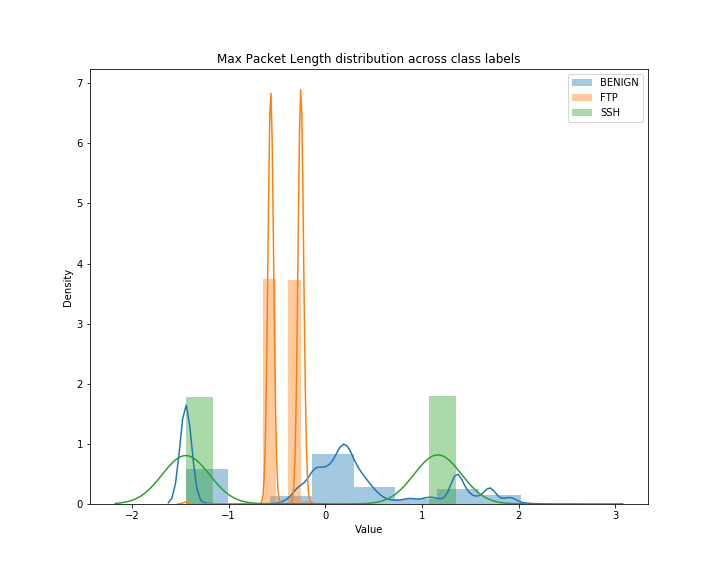 Max Packet Length distribution across class labels
BENIGN
FTP
SSH
7
6
5
4
3
2
1
0
Density
−2
−1
0
1
2
3
Value